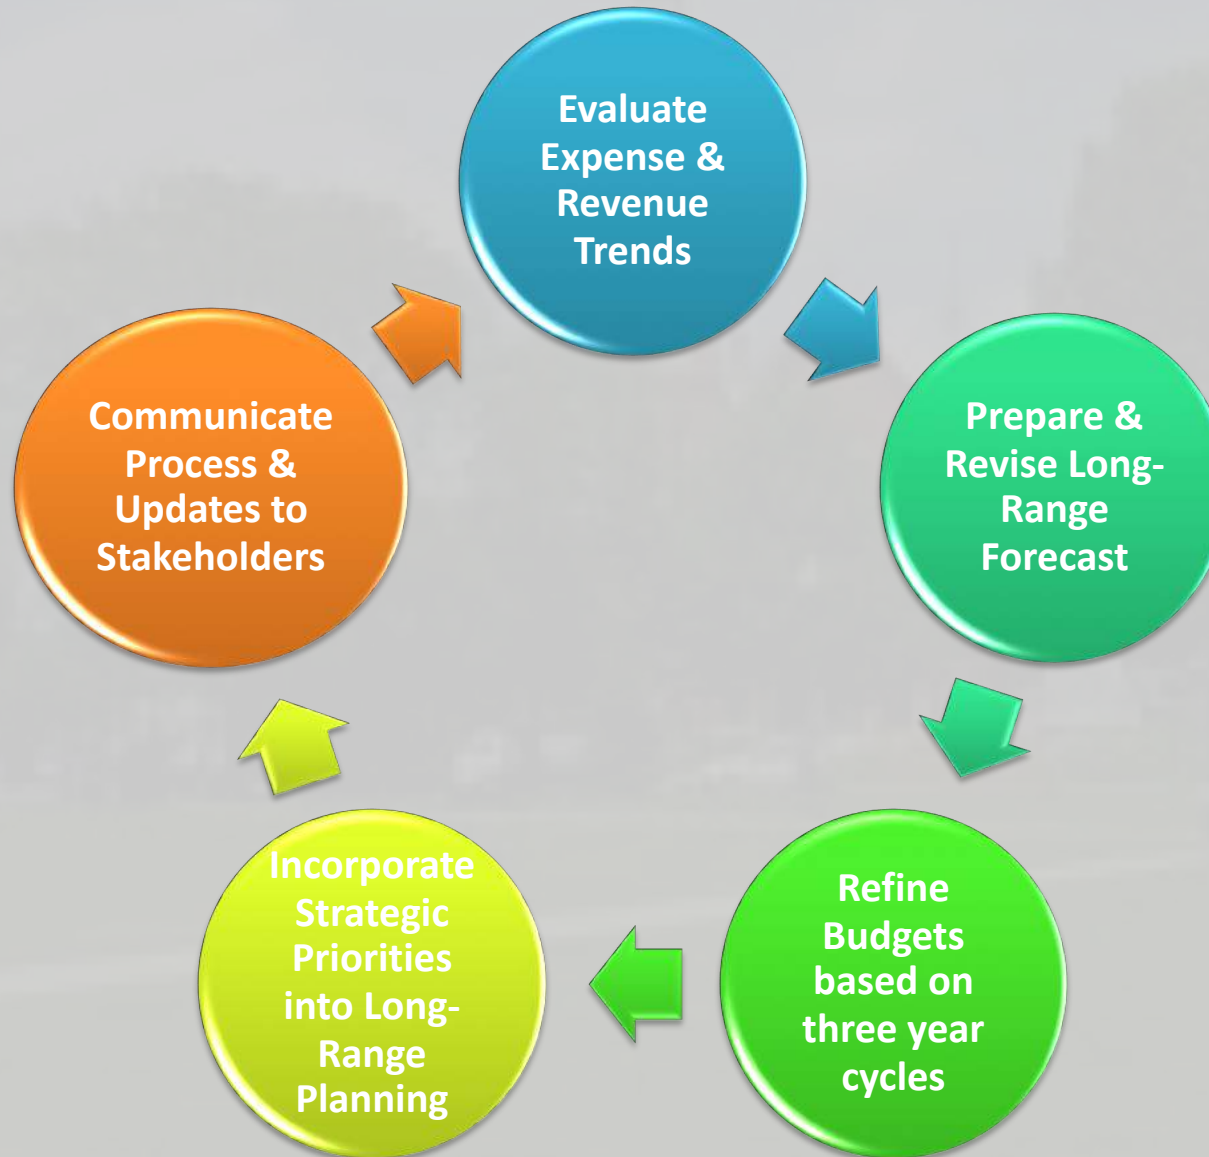 Evaluate
Expense &
Revenue
Trends
Prepare &
Revise Long-
Range
Forecast
Refine
Budgets
based on
three year
cycles
Incorporate
Strategic
Priorities
into Long-
Range
Planning
Communicate
Process &
Updates to
Stakeholders